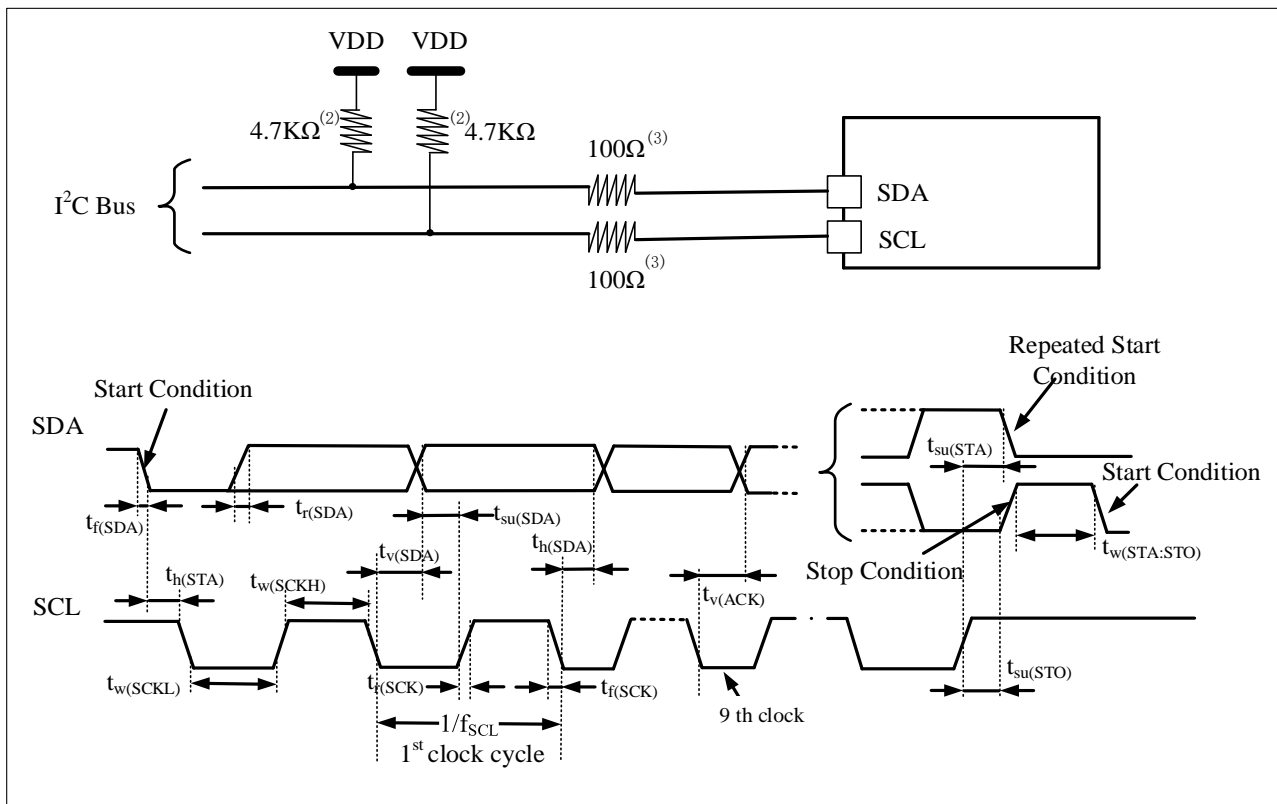 VDD VDD
4.7KΩ(2) (2)4.7KΩ
100Ω(3)
I2C Bus
SDA
SCL
100Ω(3)
Repeated Start
Condition
Start Condition
SDA
tsu(STA)
Start Condition
tf(SDA)
tr(SDA)
tsu(SDA)
tv(SDA)
th(SDA)
tw(STA:STO)
Stop Condition
th(STA)
tw(SCKH)
tv(ACK)
SCL
tw(SCKL)
tr(SCK)
tf(SCK)
tsu(STO)
9 th clock
1/fSCL
1st clock cycle